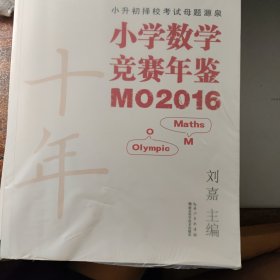 小升初择校考试母题源泉
小学数学
竞赛年鉴
MO2016
Maths
O M
Olympic
十年
刘嘉 主编